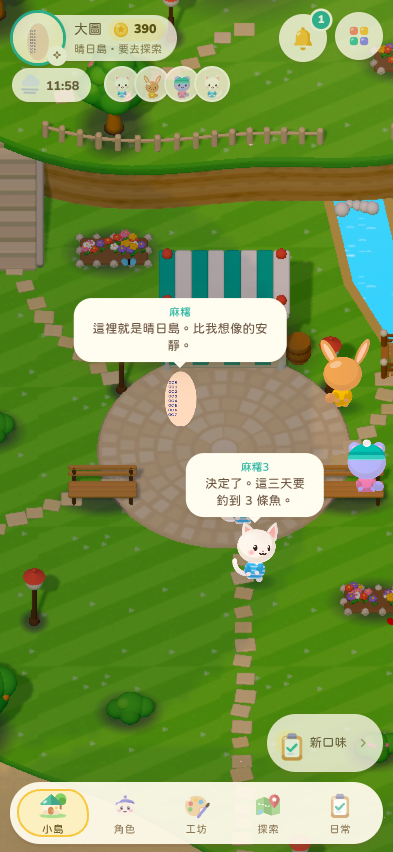 大圖 390
晴日島・要去探索
1
11:58
麻糬
這裡就是晴日島。比我想像的安
靜。
麻糬3
決定了。這三天要
釣到 3 條魚。
新口味
小島 角色 工坊 探索 日常